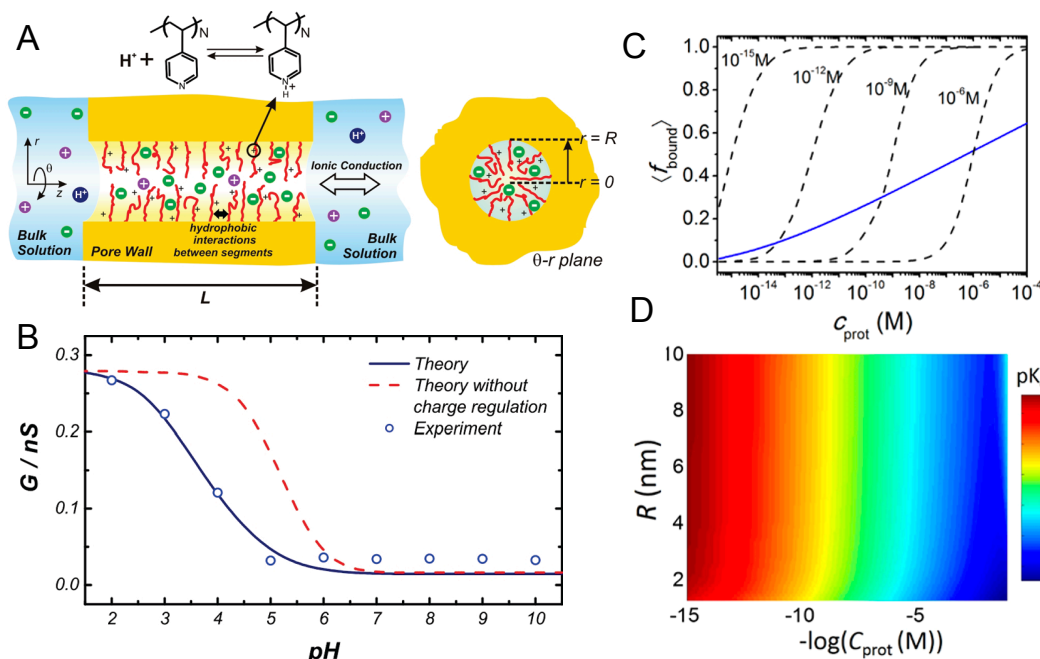 A
N
N
H⁺ +
N
N
+
H
r
θ
z
H⁺
H⁺
H⁺
Ionic Conduction
hydrophobic
interactions
between segments
Bulk
Solution
Pore Wall
Bulk
Solution
L
r = R
r = 0
θ-r plane
B
G / nS
0.3
0.2
0.1
0.0
Theory
Theory without
charge regulation
Experiment
2 3 4 5 6 7 8 9 10
pH
C
⟨f_bound⟩
1.0
0.8
0.6
0.4
0.2
0.0
10⁻¹⁵M
10⁻¹²M
10⁻⁹M
10⁻⁶M
10⁻¹⁴ 10⁻¹² 10⁻¹⁰ 10⁻⁸ 10⁻⁶ 10⁻⁴
c_prot (M)
D
R (nm)
10
8
6
4
2
-15 -10 -5
-log(C_prot (M))
pK